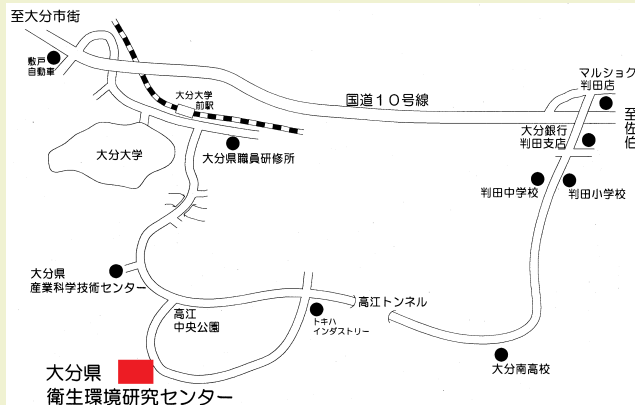 至大分市街
敷戸
自動車
大分大学
前駅
国道10号線
マルショク
判田店
至佐伯
大分銀行
判田支店
大分大学
大分県職員研修所
判田中学校
判田小学校
大分県
産業科学技術センター
高江
中央公園
高江トンネル
トキハ
インダストリー
大分南高校
大分県
衛生環境研究センター